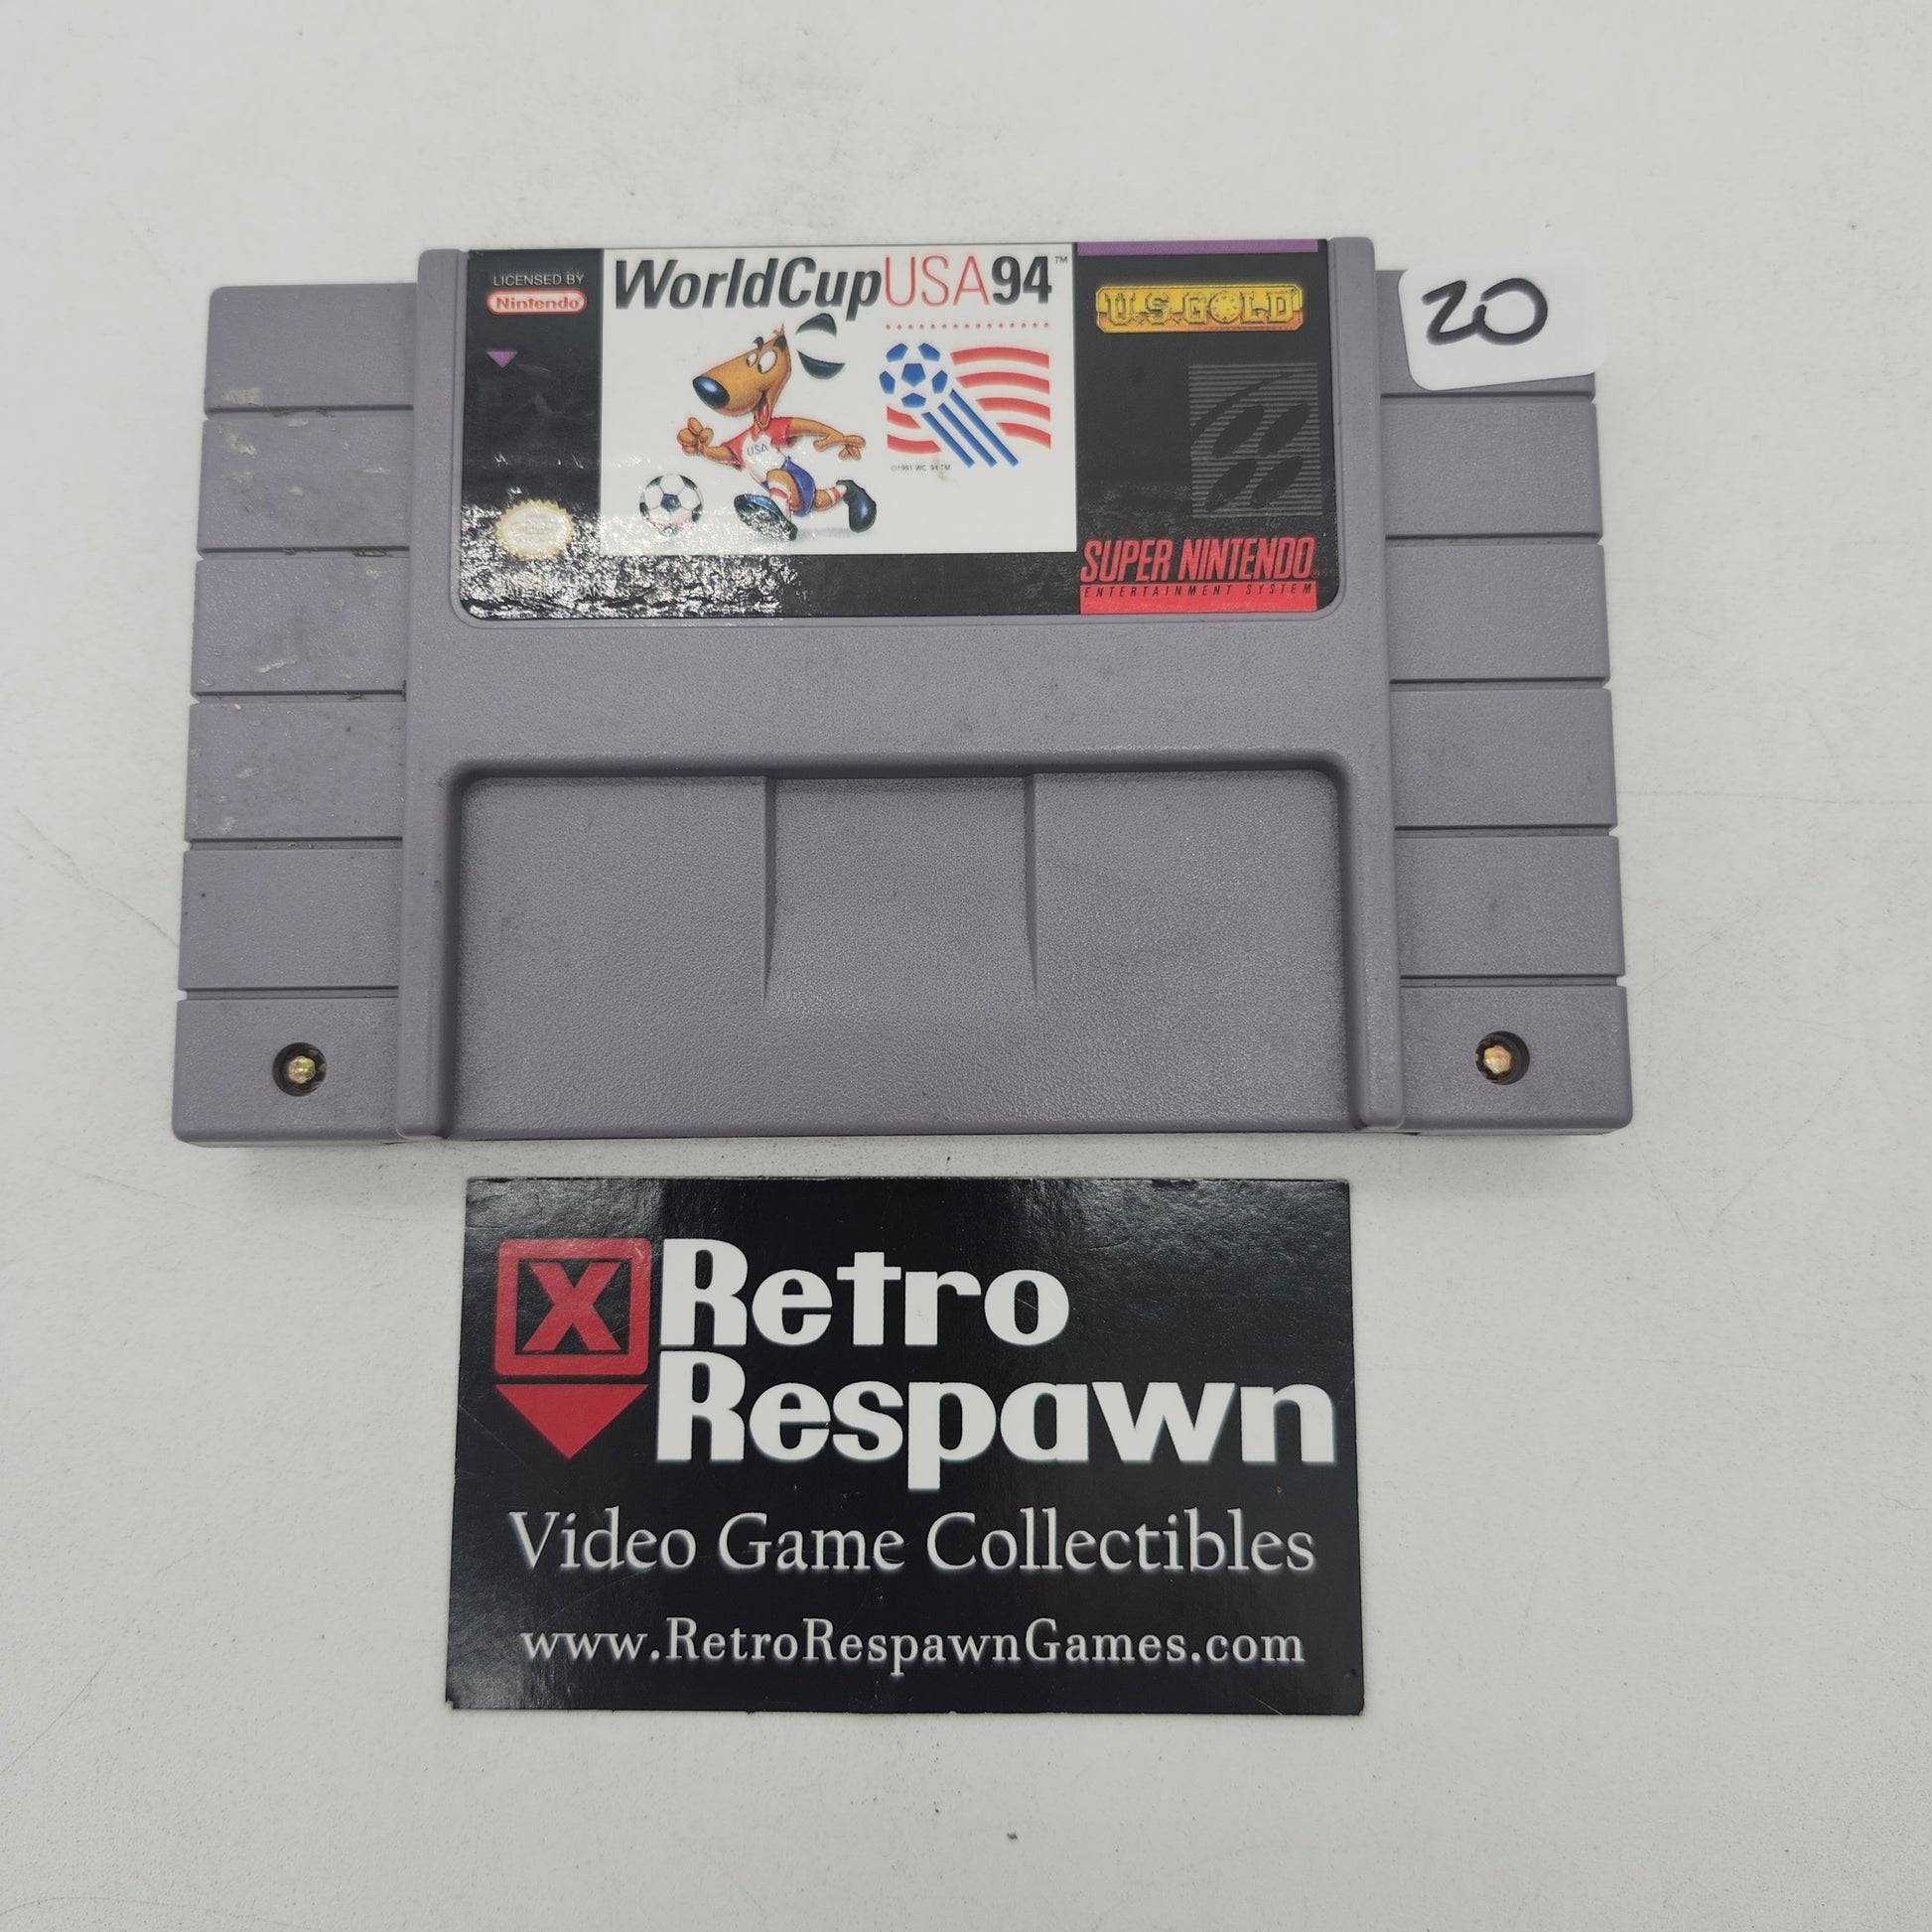 LICENSED BY
Nintendo
WorldCupUSA94™
U.S. GOLD
20
USA
©1991 WC '94 TM
SUPER NINTENDO
ENTERTAINMENT SYSTEM
X Retro
Respawn
Video Game Collectibles
www.RetroRespawnGames.com